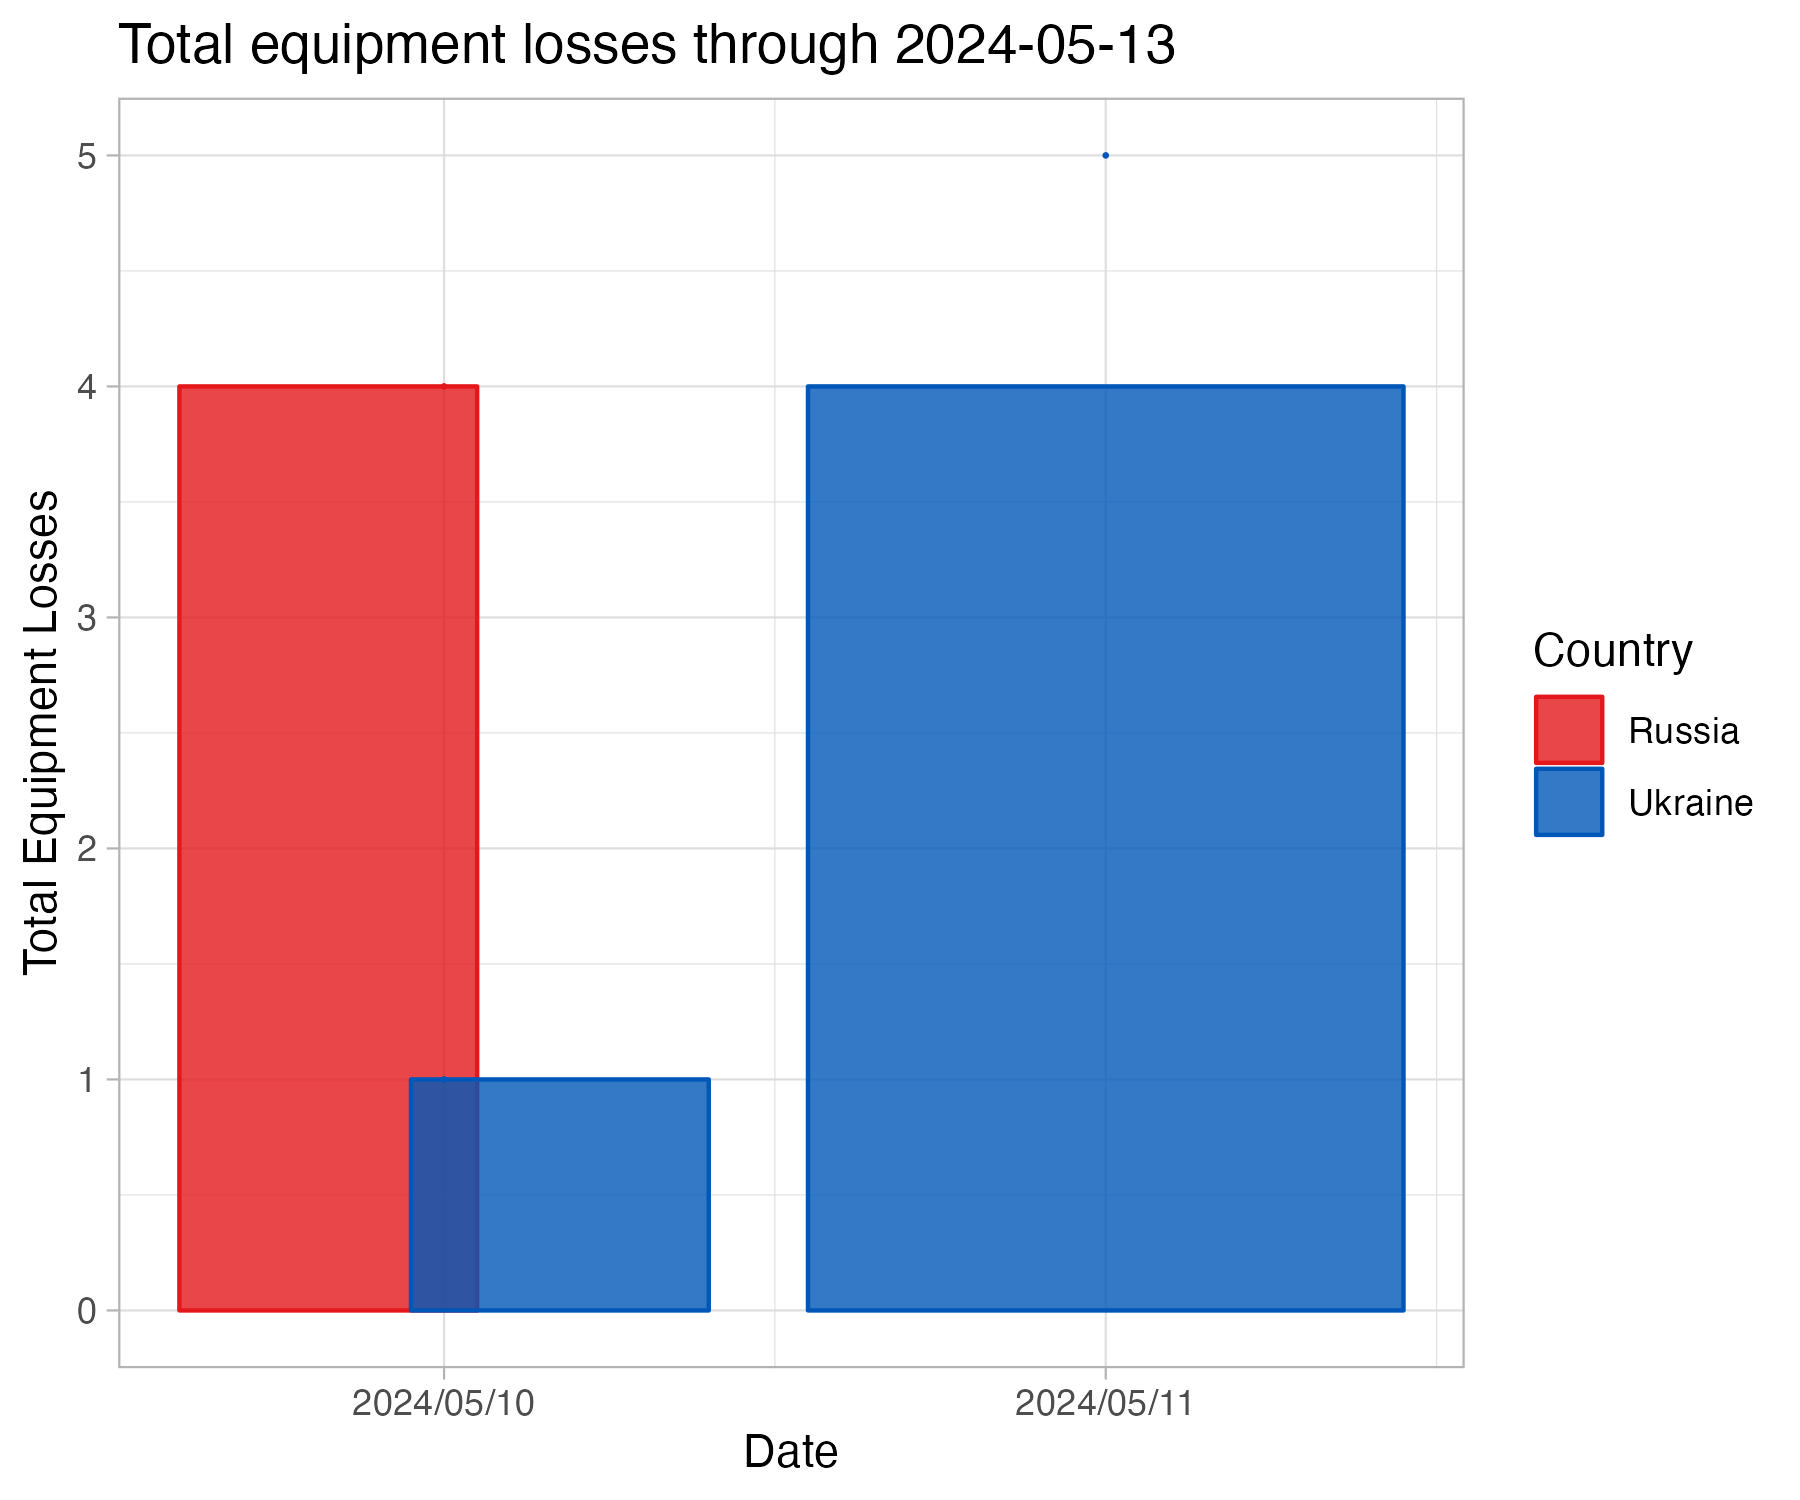 Total equipment losses through 2024-05-13
Total Equipment Losses
5
4
3
2
1
0
2024/05/10
2024/05/11
Date
Country
Russia
Ukraine